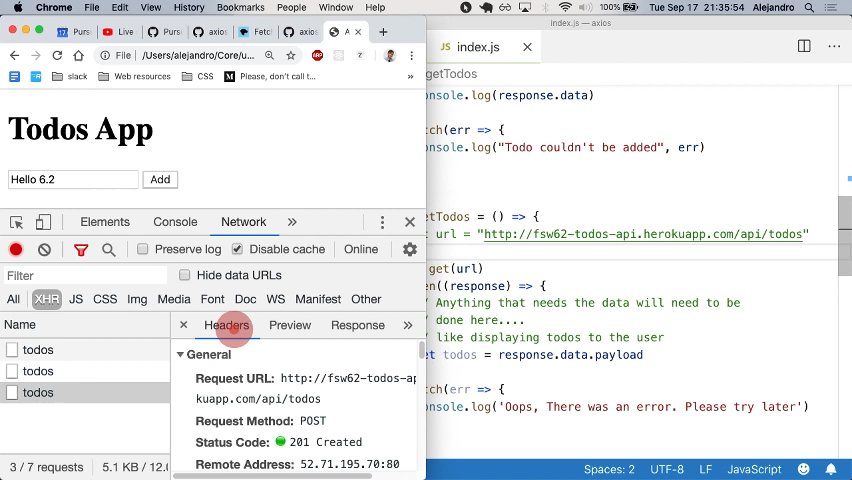 Chrome File Edit View History Bookmarks People Window Help 100% Tue Sep 17 21:35:54 Alejandro
index.js — axios
17 Purs Live Purs axios Fetch axios A
File /Users/alejandro/Core/u...
slack Web resources CSS Please, don't call t... »
Todos App
Hello 6.2 Add
Elements Console Network »
Preserve log Disable cache Online
Filter Hide data URLs
All XHR JS CSS Img Media Font Doc WS Manifest Other
Name Headers Preview Response »
todos
todos
todos
General
Request URL: http://fsw62-todos-ap
kuapp.com/api/todos
Request Method: POST
Status Code: 201 Created
Remote Address: 52.71.195.70:80
3 / 7 requests 5.1 KB / 12.0
JS index.js
getTodos
onsole.log(response.data)
tch(err => {
onsole.log("Todo couldn't be added", err)
etTodos = () => {
t url = "http://fsw62-todos-api.herokuapp.com/api/todos"
get(url)
en((response) => {
/ Anything that needs the data will need to be
/ done here....
/ like displaying todos to the user
et todos = response.data.payload
tch(err => {
onsole.log('Oops, There was an error. Please try later')
Spaces: 2 UTF-8 LF JavaScript